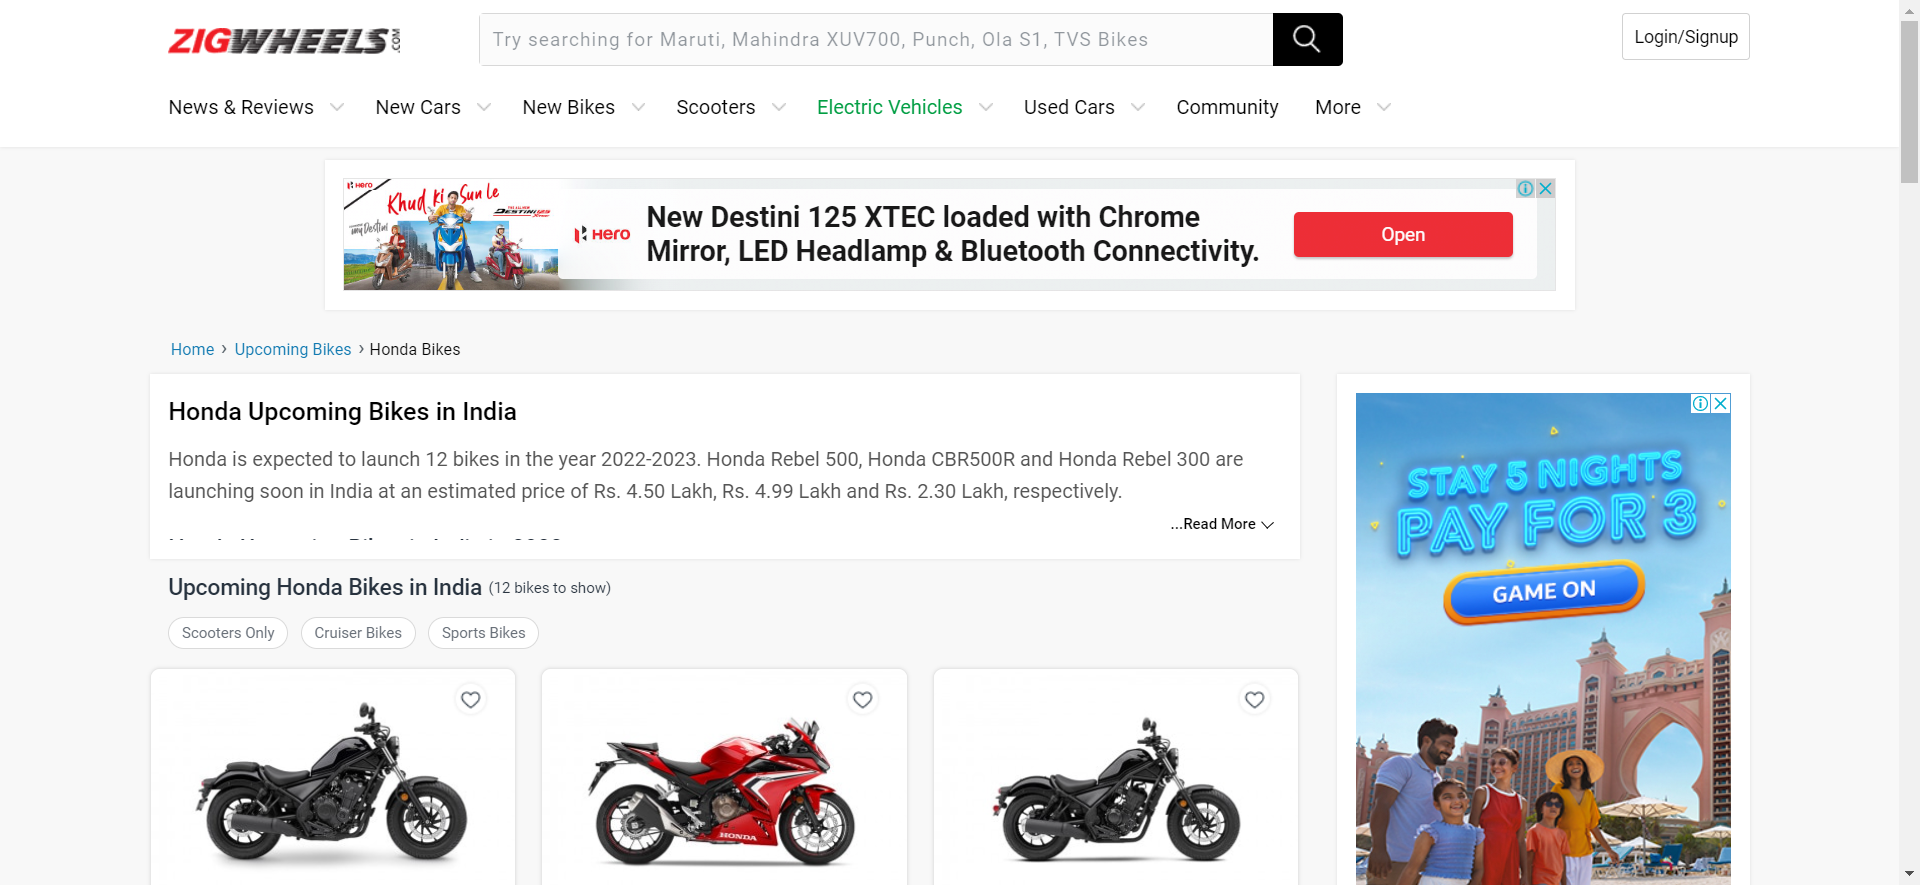 ZIGWHEELS.COM
Try searching for Maruti, Mahindra XUV700, Punch, Ola S1, TVS Bikes
Login/Signup
News & Reviews
New Cars
New Bikes
Scooters
Electric Vehicles
Used Cars
Community
More
Hero
Khud Ki Sun Le
my Destini
DESTINI 125
Hero
New Destini 125 XTEC loaded with Chrome
Mirror, LED Headlamp & Bluetooth Connectivity.
Open
Home › Upcoming Bikes › Honda Bikes
Honda Upcoming Bikes in India
Honda is expected to launch 12 bikes in the year 2022-2023. Honda Rebel 500, Honda CBR500R and Honda Rebel 300 are
launching soon in India at an estimated price of Rs. 4.50 Lakh, Rs. 4.99 Lakh and Rs. 2.30 Lakh, respectively.
...Read More
Upcoming Honda Bikes in India (12 bikes to show)
Scooters Only
Cruiser Bikes
Sports Bikes
HONDA
STAY 5 NIGHTS
PAY FOR 3
GAME ON